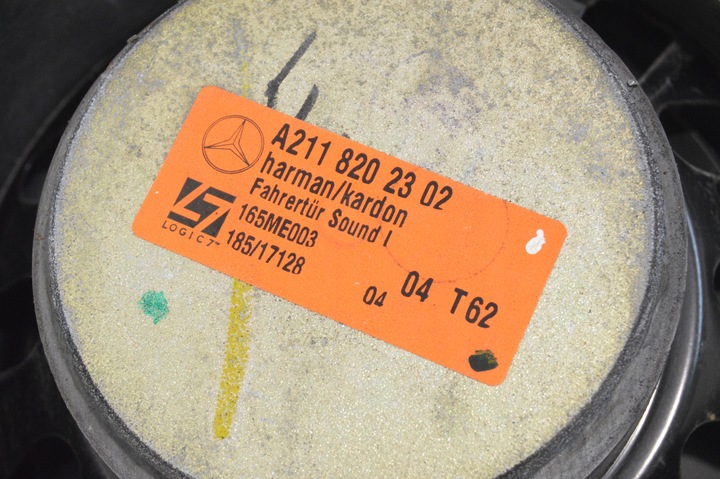 A211 820 23 02
harman/kardon
Fahrertür Sound I
165ME003
185/17128
LOGIC7
04
04 T62